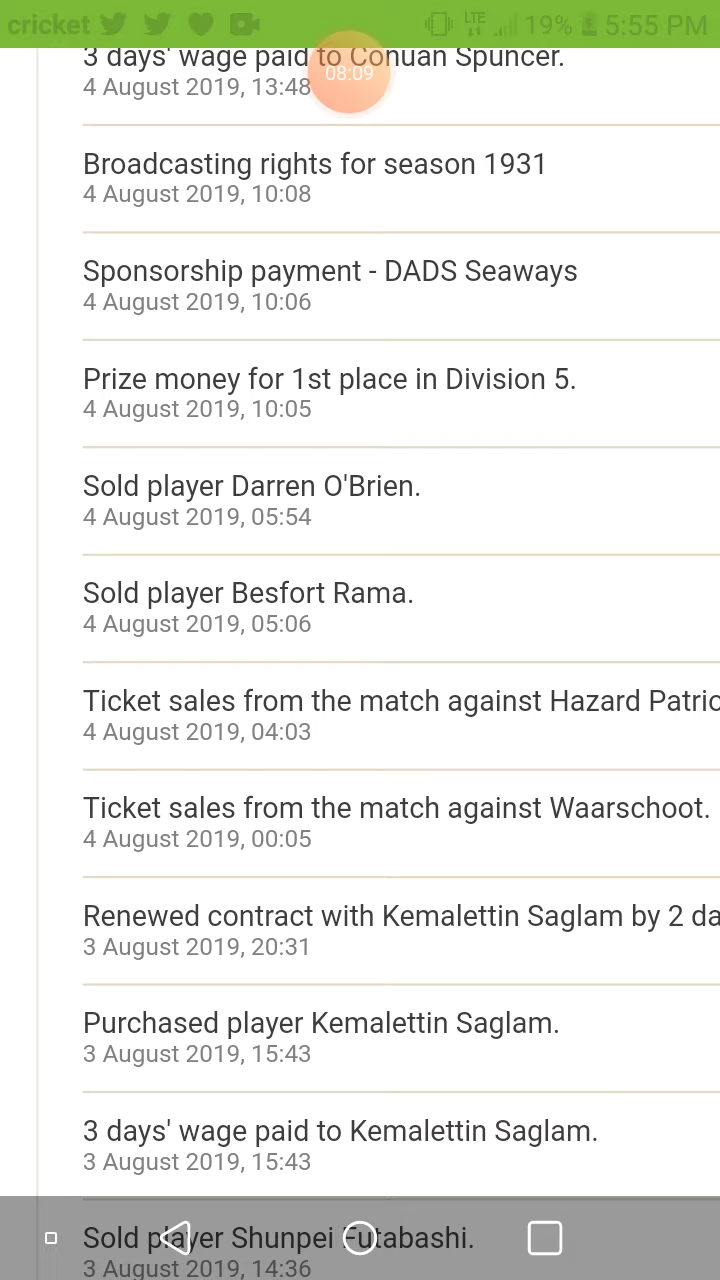 cricket LTE 19% 5:55 PM
3 days' wage paid to Conuan Spuncer.
08:09
4 August 2019, 13:48
Broadcasting rights for season 1931
4 August 2019, 10:08
Sponsorship payment - DADS Seaways
4 August 2019, 10:06
Prize money for 1st place in Division 5.
4 August 2019, 10:05
Sold player Darren O'Brien.
4 August 2019, 05:54
Sold player Besfort Rama.
4 August 2019, 05:06
Ticket sales from the match against Hazard Patric
4 August 2019, 04:03
Ticket sales from the match against Waarschoot.
4 August 2019, 00:05
Renewed contract with Kemalettin Saglam by 2 da
3 August 2019, 20:31
Purchased player Kemalettin Saglam.
3 August 2019, 15:43
3 days' wage paid to Kemalettin Saglam.
3 August 2019, 15:43
Sold player Shunpei Futabashi.
3 August 2019, 14:36